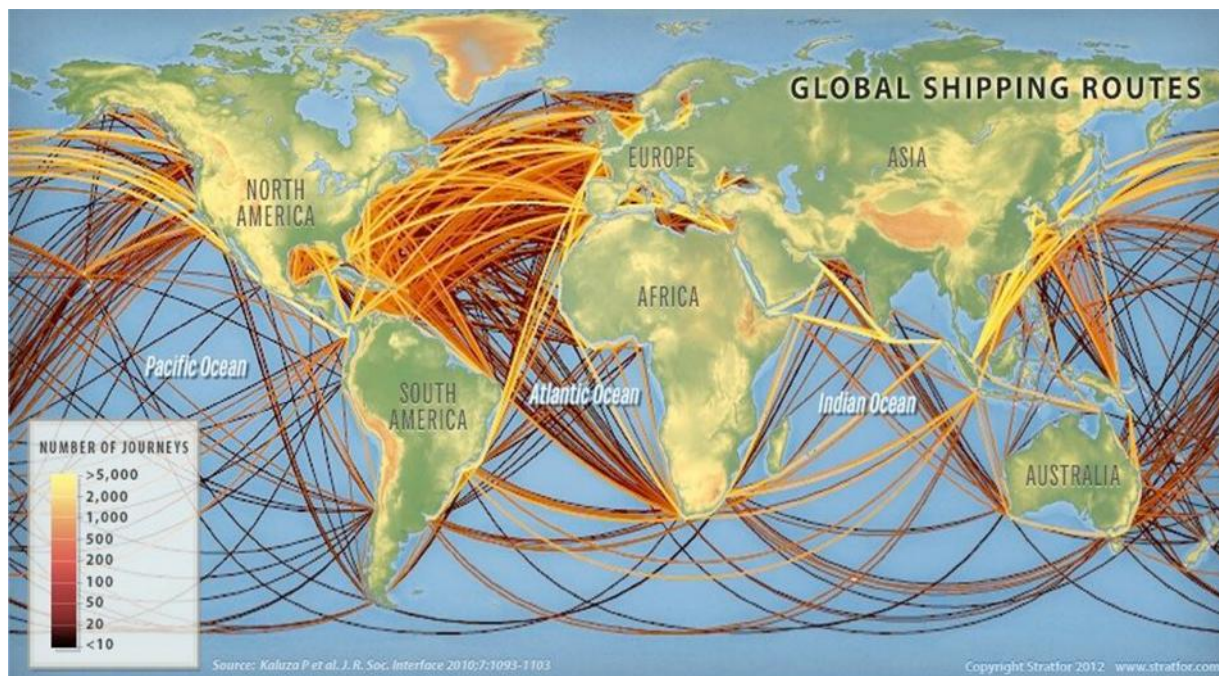 GLOBAL SHIPPING ROUTES
EUROPE
ASIA
NORTH
AMERICA
AFRICA
Pacific Ocean
SOUTH
AMERICA
Atlantic Ocean
Indian Ocean
AUSTRALIA
NUMBER OF JOURNEYS
>5,000
2,000
1,000
500
200
100
50
20
<10
Source: Kaluza P et al. J. R. Soc. Interface 2010;7:1093-1103
Copyright Stratfor 2012 www.stratfor.com